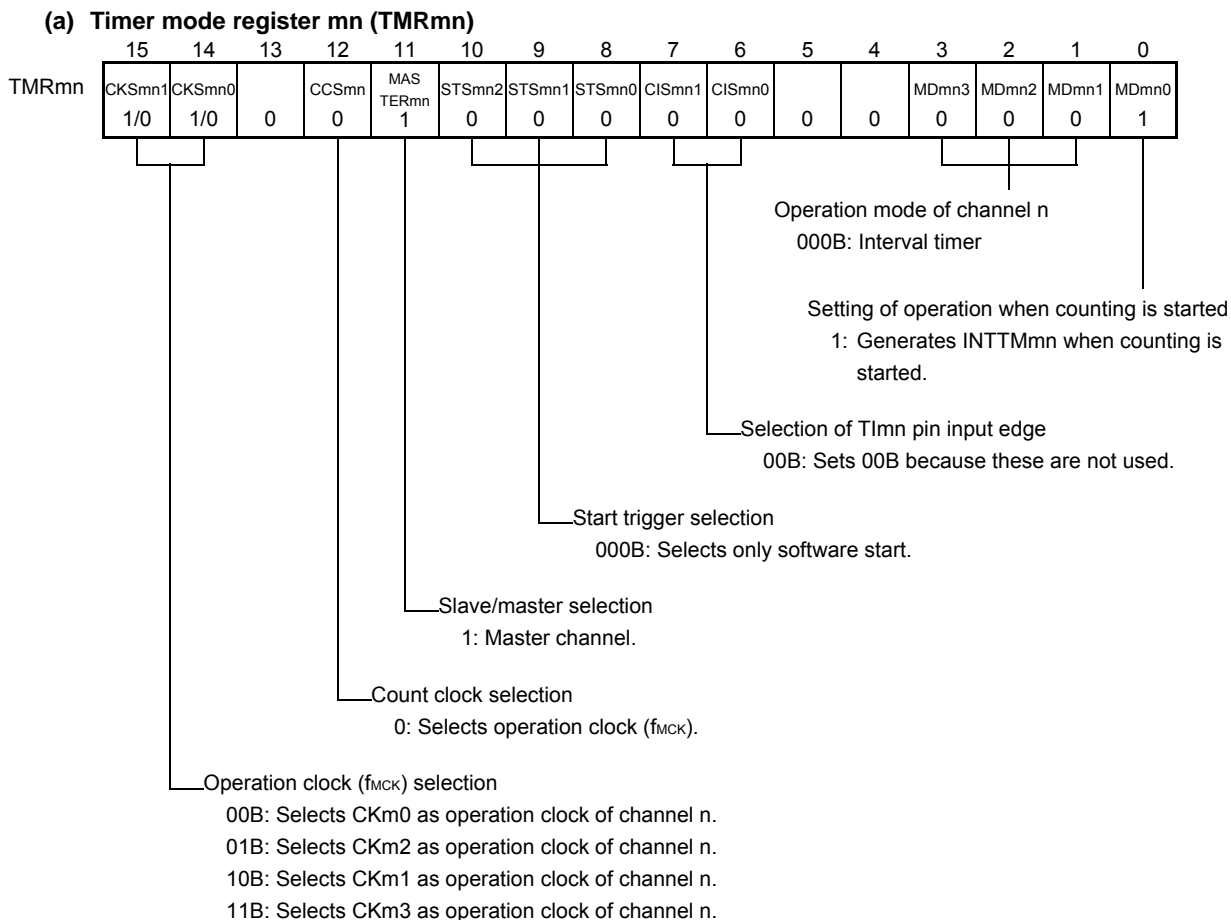 (a) Timer mode register mn (TMRmn)
15 14 13 12 11 10 9 8 7 6 5 4 3 2 1 0
TMRmn CKSmn1 CKSmn0 CCSmn MAS TERmn STSmn2 STSmn1 STSmn0 CISmn1 CISmn0 MDmn3 MDmn2 MDmn1 MDmn0
1/0 1/0 0 0 1 0 0 0 0 0 0 0 0 0 0 1
Operation mode of channel n
000B: Interval timer
Setting of operation when counting is started
1: Generates INTTMmn when counting is
started.
Selection of TImn pin input edge
00B: Sets 00B because these are not used.
Start trigger selection
000B: Selects only software start.
Slave/master selection
1: Master channel.
Count clock selection
0: Selects operation clock (fMCK).
Operation clock (fMCK) selection
00B: Selects CKm0 as operation clock of channel n.
01B: Selects CKm2 as operation clock of channel n.
10B: Selects CKm1 as operation clock of channel n.
11B: Selects CKm3 as operation clock of channel n.